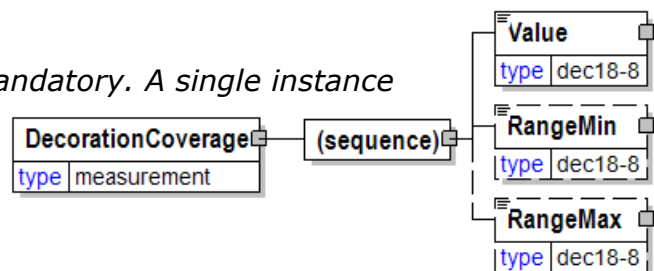 Value
type dec18-8
andatory. A single instance
RangeMin
DecorationCoverage (sequence)
type dec18-8
type measurement
RangeMax
type dec18-8